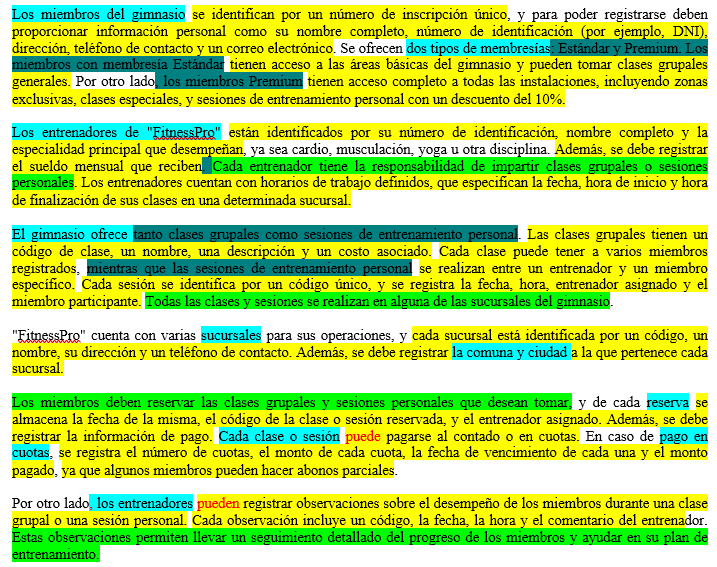 Los miembros del gimnasio se identifican por un número de inscripción único, y para poder registrarse deben
proporcionar información personal como su nombre completo, número de identificación (por ejemplo, DNI),
dirección, teléfono de contacto y un correo electrónico. Se ofrecen dos tipos de membresías: Estándar y Premium. Los
miembros con membresía Estándar tienen acceso a las áreas básicas del gimnasio y pueden tomar clases grupales
generales. Por otro lado, los miembros Premium tienen acceso completo a todas las instalaciones, incluyendo zonas
exclusivas, clases especiales, y sesiones de entrenamiento personal con un descuento del 10%.
Los entrenadores de "FitnessPro" están identificados por su número de identificación, nombre completo y la
especialidad principal que desempeñan, ya sea cardio, musculación, yoga u otra disciplina. Además, se debe registrar
el sueldo mensual que reciben. Cada entrenador tiene la responsabilidad de impartir clases grupales o sesiones
personales. Los entrenadores cuentan con horarios de trabajo definidos, que especifican la fecha, hora de inicio y hora
de finalización de sus clases en una determinada sucursal.
El gimnasio ofrece tanto clases grupales como sesiones de entrenamiento personal. Las clases grupales tienen un
código de clase, un nombre, una descripción y un costo asociado. Cada clase puede tener a varios miembros
registrados, mientras que las sesiones de entrenamiento personal se realizan entre un entrenador y un miembro
específico. Cada sesión se identifica por un código único, y se registra la fecha, hora, entrenador asignado y el
miembro participante. Todas las clases y sesiones se realizan en alguna de las sucursales del gimnasio.
"FitnessPro" cuenta con varias sucursales para sus operaciones, y cada sucursal está identificada por un código, un
nombre, su dirección y un teléfono de contacto. Además, se debe registrar la comuna y ciudad a la que pertenece cada
sucursal.
Los miembros deben reservar las clases grupales y sesiones personales que desean tomar, y de cada reserva se
almacena la fecha de la misma, el código de la clase o sesión reservada, y el entrenador asignado. Además, se debe
registrar la información de pago. Cada clase o sesión puede pagarse al contado o en cuotas. En caso de pago en
cuotas, se registra el número de cuotas, el monto de cada cuota, la fecha de vencimiento de cada una y el monto
pagado, ya que algunos miembros pueden hacer abonos parciales.
Por otro lado, los entrenadores pueden registrar observaciones sobre el desempeño de los miembros durante una clase
grupal o una sesión personal. Cada observación incluye un código, la fecha, la hora y el comentario del entrenador.
Estas observaciones permiten llevar un seguimiento detallado del progreso de los miembros y ayudar en su plan de
entrenamiento.